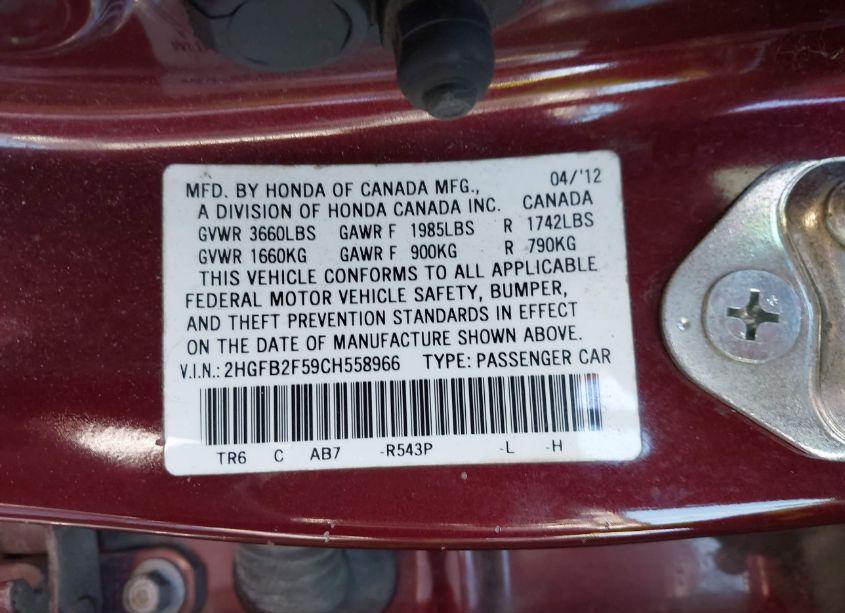 MFD. BY HONDA OF CANADA MFG., 04/'12
A DIVISION OF HONDA CANADA INC. CANADA
GVWR 3660LBS GAWR F 1985LBS R 1742LBS
GVWR 1660KG GAWR F 900KG R 790KG
THIS VEHICLE CONFORMS TO ALL APPLICABLE
FEDERAL MOTOR VEHICLE SAFETY, BUMPER,
AND THEFT PREVENTION STANDARDS IN EFFECT
ON THE DATE OF MANUFACTURE SHOWN ABOVE.
V.I.N.: 2HGFB2F59CH558966 TYPE: PASSENGER CAR
TR6 C AB7 -R543P -L -H